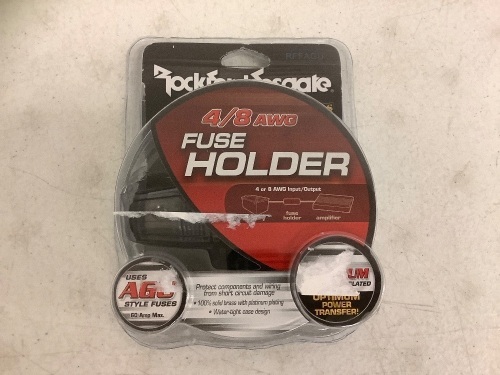 Rockford Fosgate
4/8 AWG
FUSE
HOLDER
4 or 8 AWG Input/Output
fuse
holder
amplifier
USES
AGU
STYLE FUSES
60 Amp Max.
Protect components and wiring
from short circuit damage
• 100% solid brass with platinum plating
• Water-tight case design
OPTIMUM
POWER
TRANSFER!